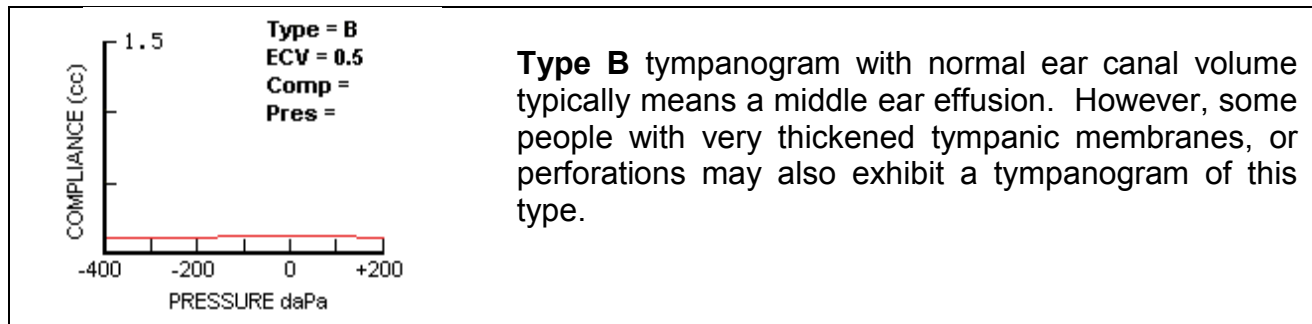 1.5
Type = B
ECV = 0.5
Comp =
Pres =
COMPLIANCE (cc)
-400 -200 0 +200
PRESSURE daPa
Type B tympanogram with normal ear canal volume
typically means a middle ear effusion. However, some
people with very thickened tympanic membranes, or
perforations may also exhibit a tympanogram of this
type.